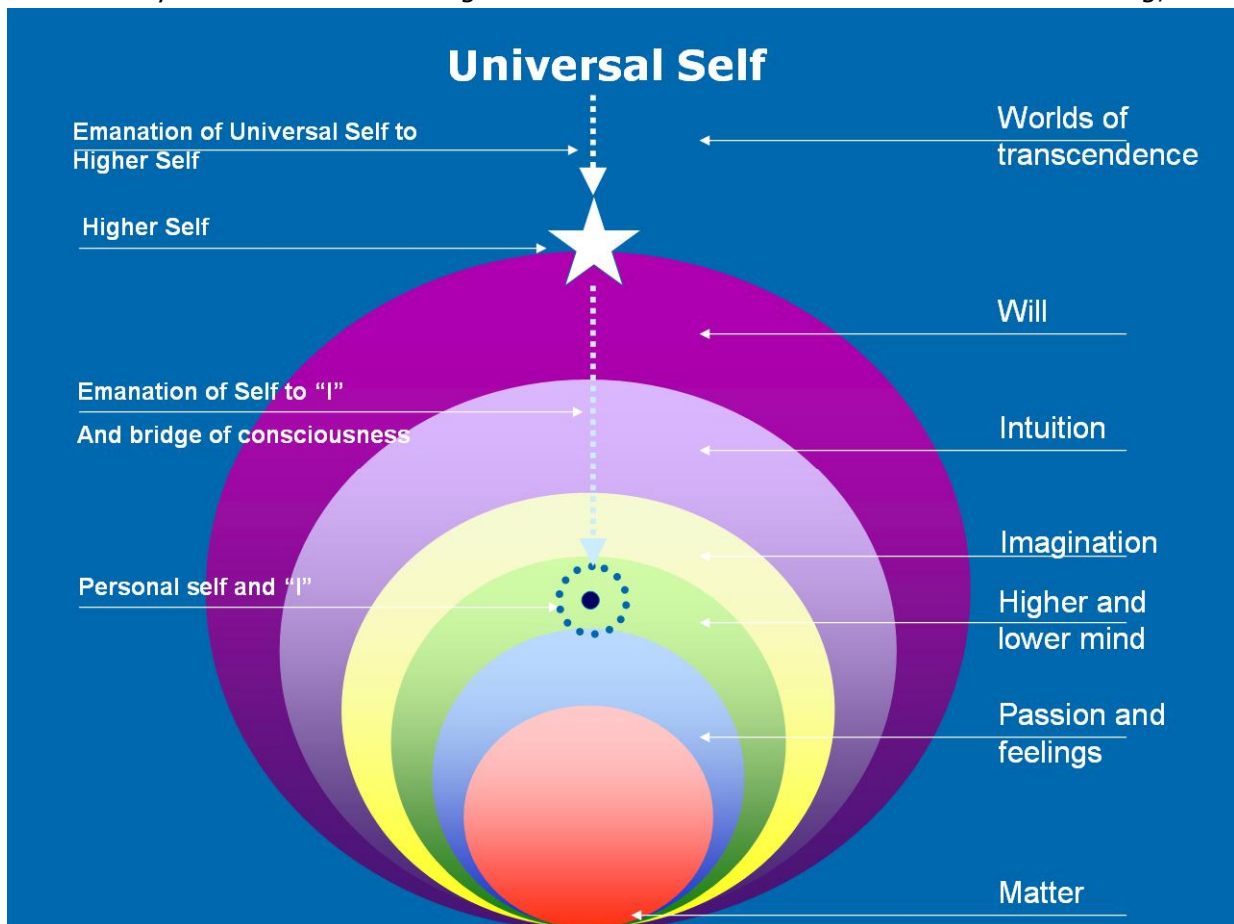 Universal Self
Emanation of Universal Self to
Higher Self
Worlds of
transcendence
Higher Self
Will
Emanation of Self to “I”
And bridge of consciousness
Intuition
Imagination
Personal self and “I”
Higher and
lower mind
Passion and
feelings
Matter